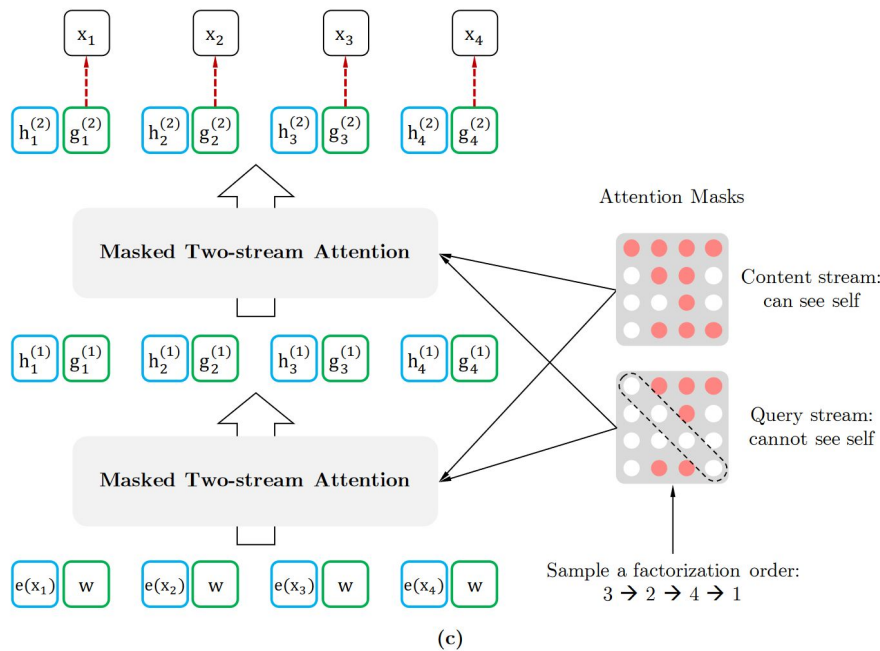 x₁ x₂ x₃ x₄
h₁⁽²⁾ g₁⁽²⁾ h₂⁽²⁾ g₂⁽²⁾ h₃⁽²⁾ g₃⁽²⁾ h₄⁽²⁾ g₄⁽²⁾
Attention Masks
Masked Two-stream Attention
Content stream:
can see self
h₁⁽¹⁾ g₁⁽¹⁾ h₂⁽¹⁾ g₂⁽¹⁾ h₃⁽¹⁾ g₃⁽¹⁾ h₄⁽¹⁾ g₄⁽¹⁾
Query stream:
cannot see self
Masked Two-stream Attention
e(x₁) w e(x₂) w e(x₃) w e(x₄) w
Sample a factorization order:
3 → 2 → 4 → 1
(c)